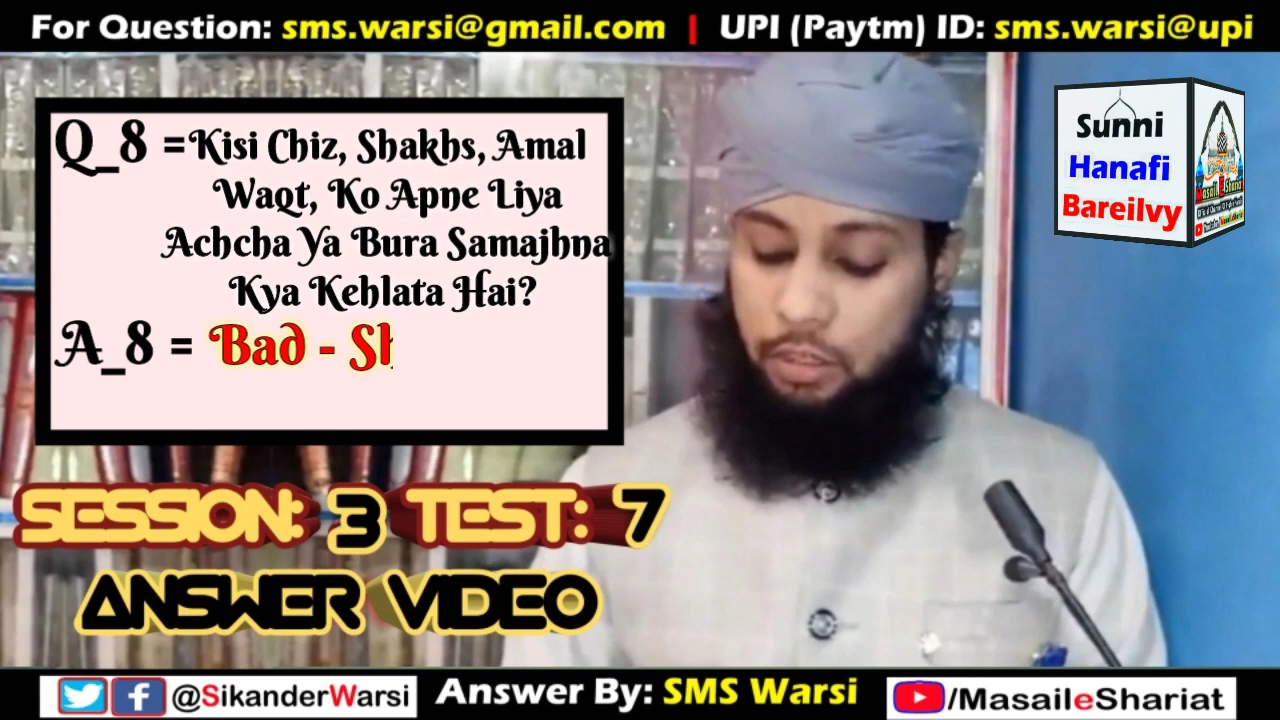 For Question: sms.warsi@gmail.com | UPI (Paytm) ID: sms.warsi@upi
Q_8 =Kisi Chiz, Shakhs, Amal
Waqt, Ko Apne Liya
Achcha Ya Bura Samajhna
Kya Kehlata Hai?
A_8 = Bad - Sh
Sunni
Hanafi
Bareilvy
SESSION: 3 TEST: 7
ANSWER VIDEO
@SikanderWarsi
Answer By: SMS Warsi
/MasaileShariat